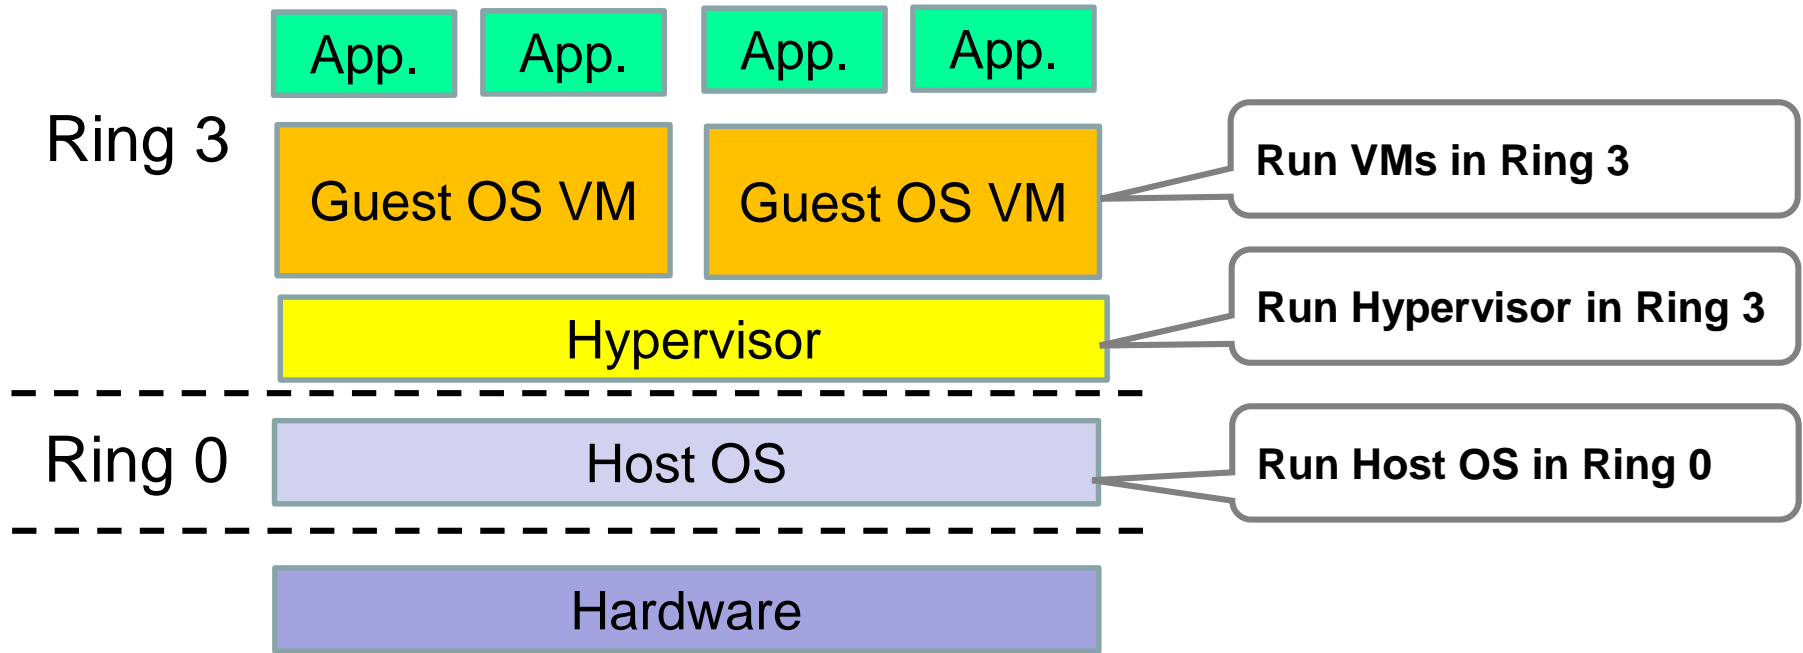 App.
App.
App.
App.
Ring 3
Guest OS VM
Guest OS VM
Run VMs in Ring 3
Hypervisor
Run Hypervisor in Ring 3
Ring 0
Host OS
Run Host OS in Ring 0
Hardware